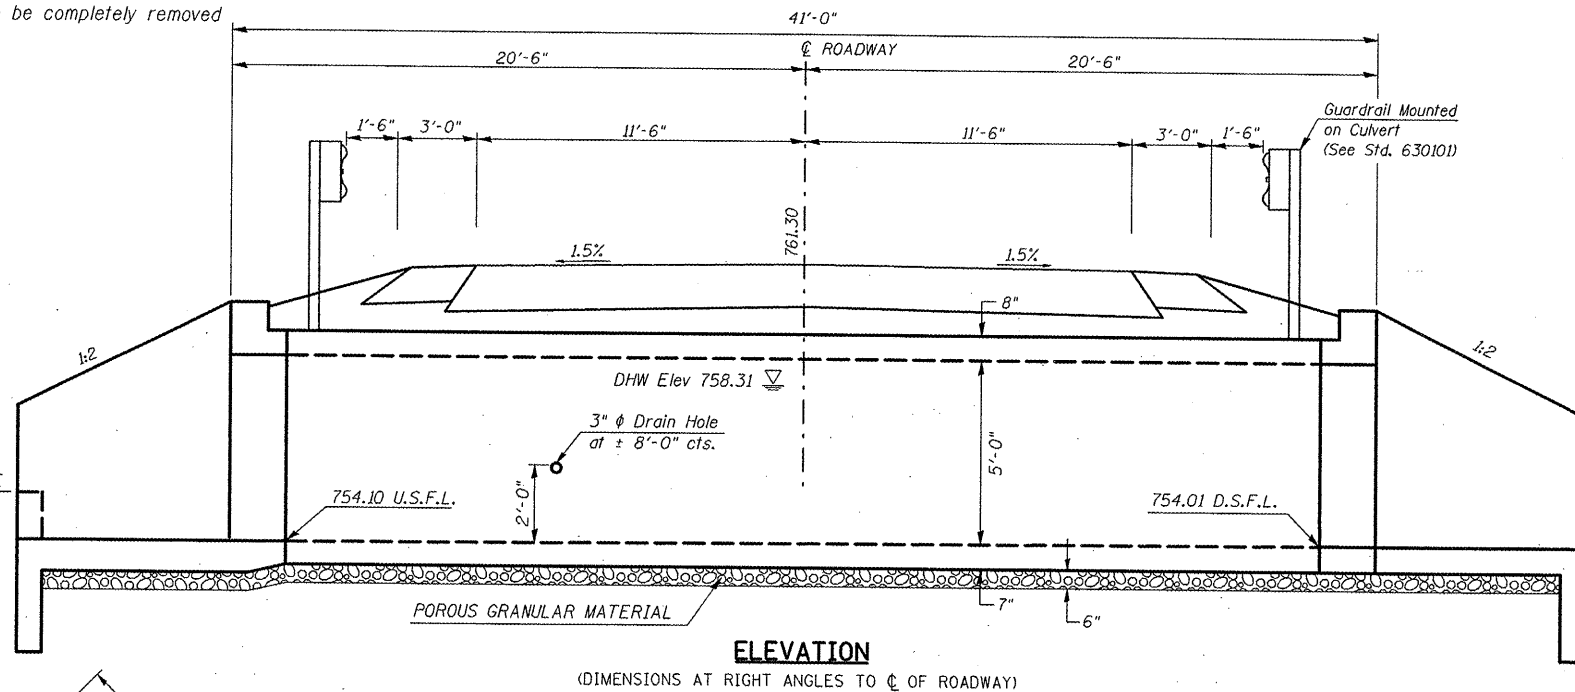 be completely removed
41'-0"
℄ ROADWAY
20'-6"
20'-6"
1'-6"
3'-0"
11'-6"
11'-6"
3'-0"
1'-6"
Guardrail Mounted
on Culvert
(See Std. 630101)
761.30
1.5%
1.5%
8"
1:2
1:2
DHW Elev 758.31
3" ϕ Drain Hole
at ± 8'-0" cts.
5'-0"
2'-0"
754.10 U.S.F.L.
754.01 D.S.F.L.
POROUS GRANULAR MATERIAL
7"
6"
ELEVATION
(DIMENSIONS AT RIGHT ANGLES TO ℄ OF ROADWAY)